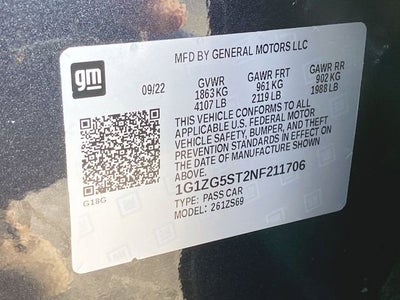 MFD BY GENERAL MOTORS LLC
gm
09/22 GVWR GAWR FRT GAWR RR
1863 KG 961 KG 902 KG
4107 LB 2119 LB 1988 LB
THIS VEHICLE CONFORMS TO ALL
APPLICABLE U.S. FEDERAL MOTOR
VEHICLE SAFETY, BUMPER, AND THEFT
PREVENTION STANDARDS IN EFFECT ON
THE DATE OF MANUFACTURE SHOWN ABOVE.
1G1ZG5ST2NF211706
G18G
TYPE: PASS CAR
MODEL: 261ZS69